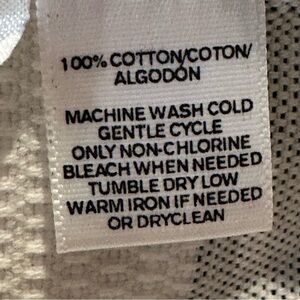 100% COTTON/COTON/
ALGODÓN
MACHINE WASH COLD
GENTLE CYCLE
ONLY NON-CHLORINE
BLEACH WHEN NEEDED
TUMBLE DRY LOW
WARM IRON IF NEEDED
OR DRYCLEAN